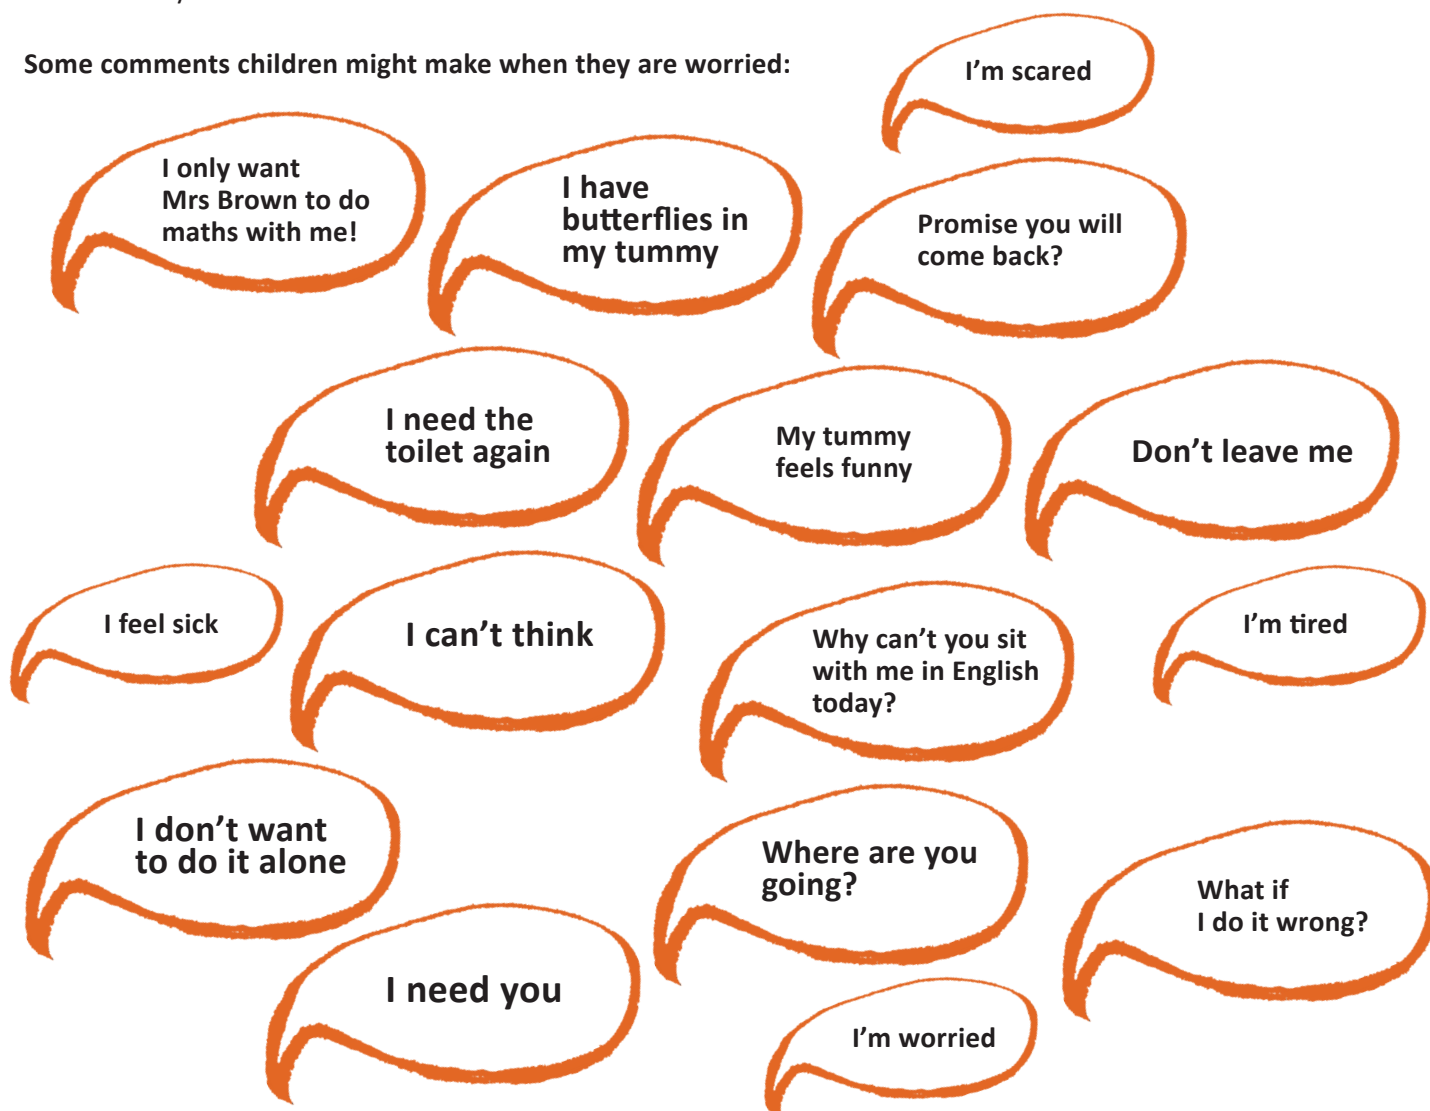 Some comments children might make when they are worried:
I'm scared
I only want
Mrs Brown to do
maths with me!
I have
butterflies in
my tummy
Promise you will
come back?
I need the
toilet again
My tummy
feels funny
Don't leave me
I feel sick
I can't think
Why can't you sit
with me in English
today?
I'm tired
I don't want
to do it alone
Where are you
going?
What if
I do it wrong?
I need you
I'm worried